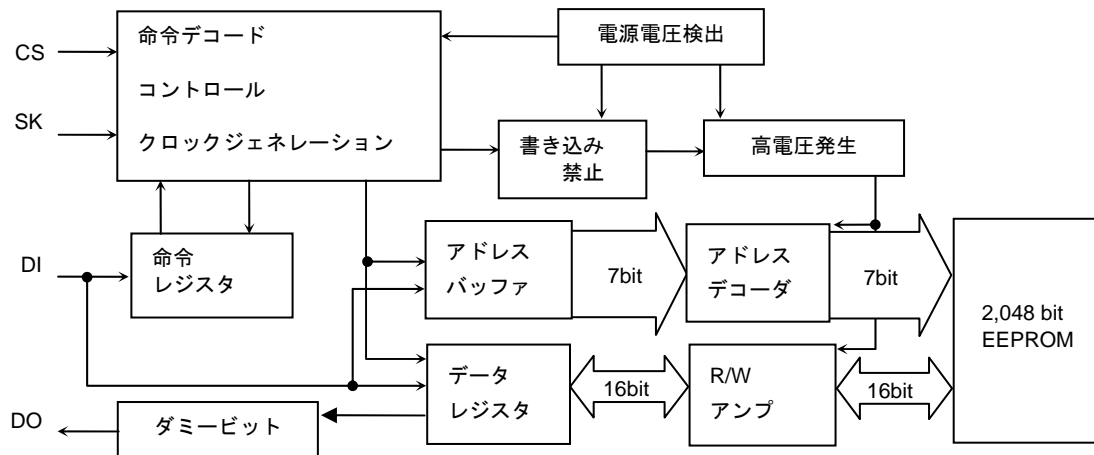 CS
SK
命令デコード
コントロール
クロックジェネレーション
電源電圧検出
書き込み
禁止
高電圧発生
DI
命令
レジスタ
アドレス
バッファ
7bit
アドレス
デコーダ
7bit
2,048 bit
EEPROM
データ
レジスタ
16bit
R/W
アンプ
16bit
DO
ダミービット